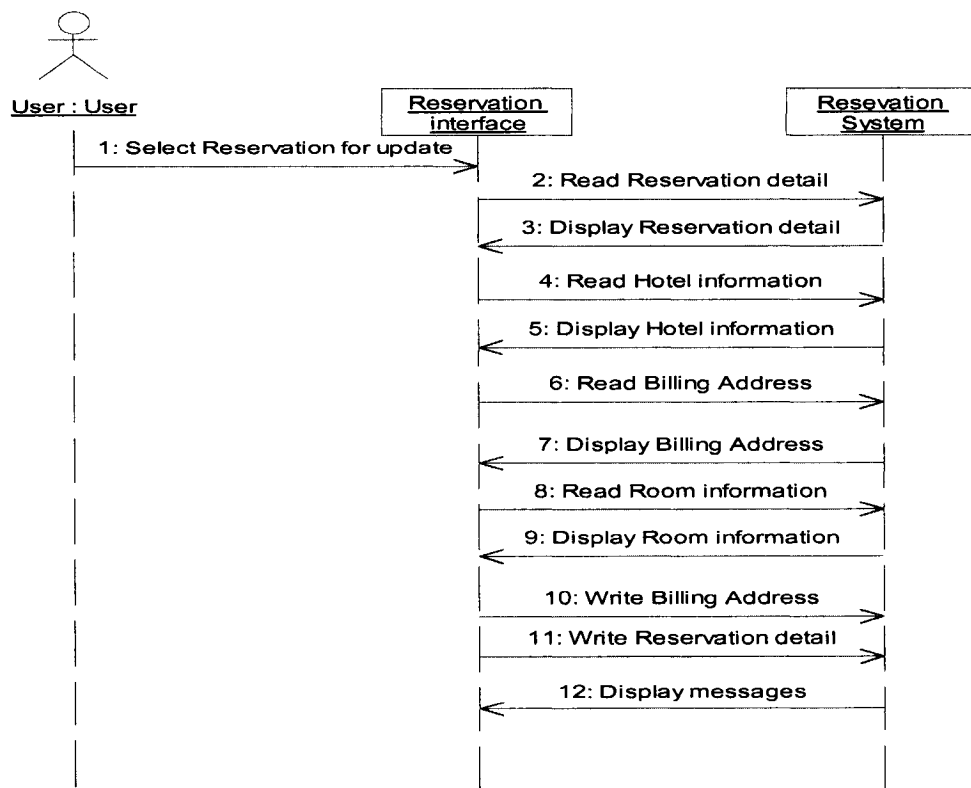 User : User
Reservation
interface
Resevation
System
1: Select Reservation for update
2: Read Reservation detail
3: Display Reservation detail
4: Read Hotel information
5: Display Hotel information
6: Read Billing Address
7: Display Billing Address
8: Read Room information
9: Display Room information
10: Write Billing Address
11: Write Reservation detail
12: Display messages